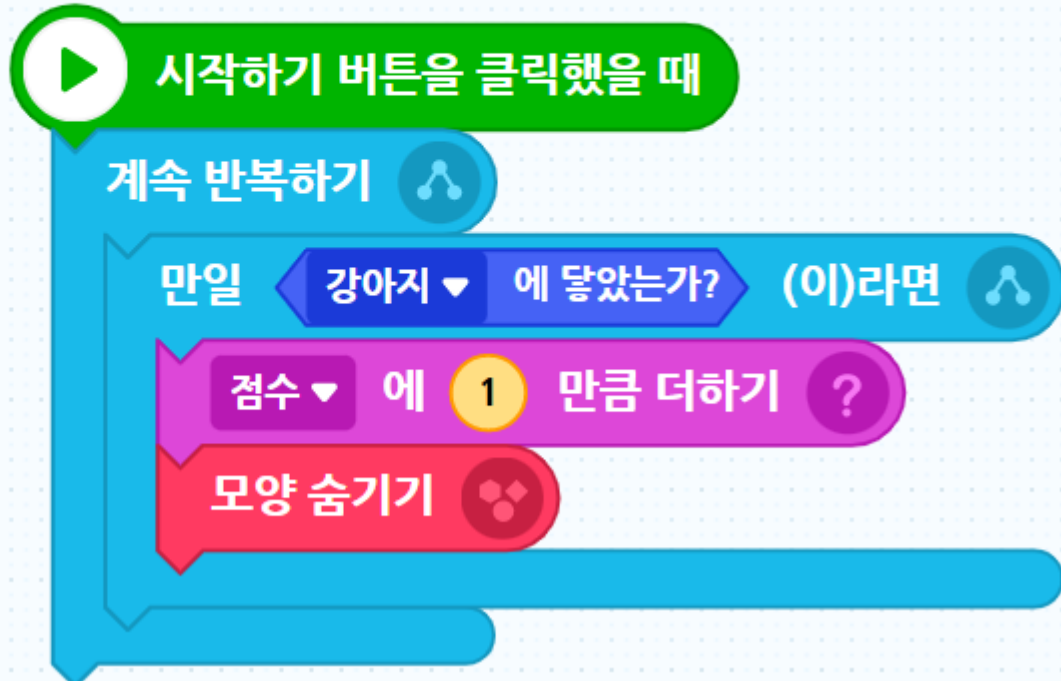 시작하기 버튼을 클릭했을 때
계속 반복하기
만일 강아지 에 닿았는가? (이)라면
점수 에 1 만큼 더하기 ?
모양 숨기기